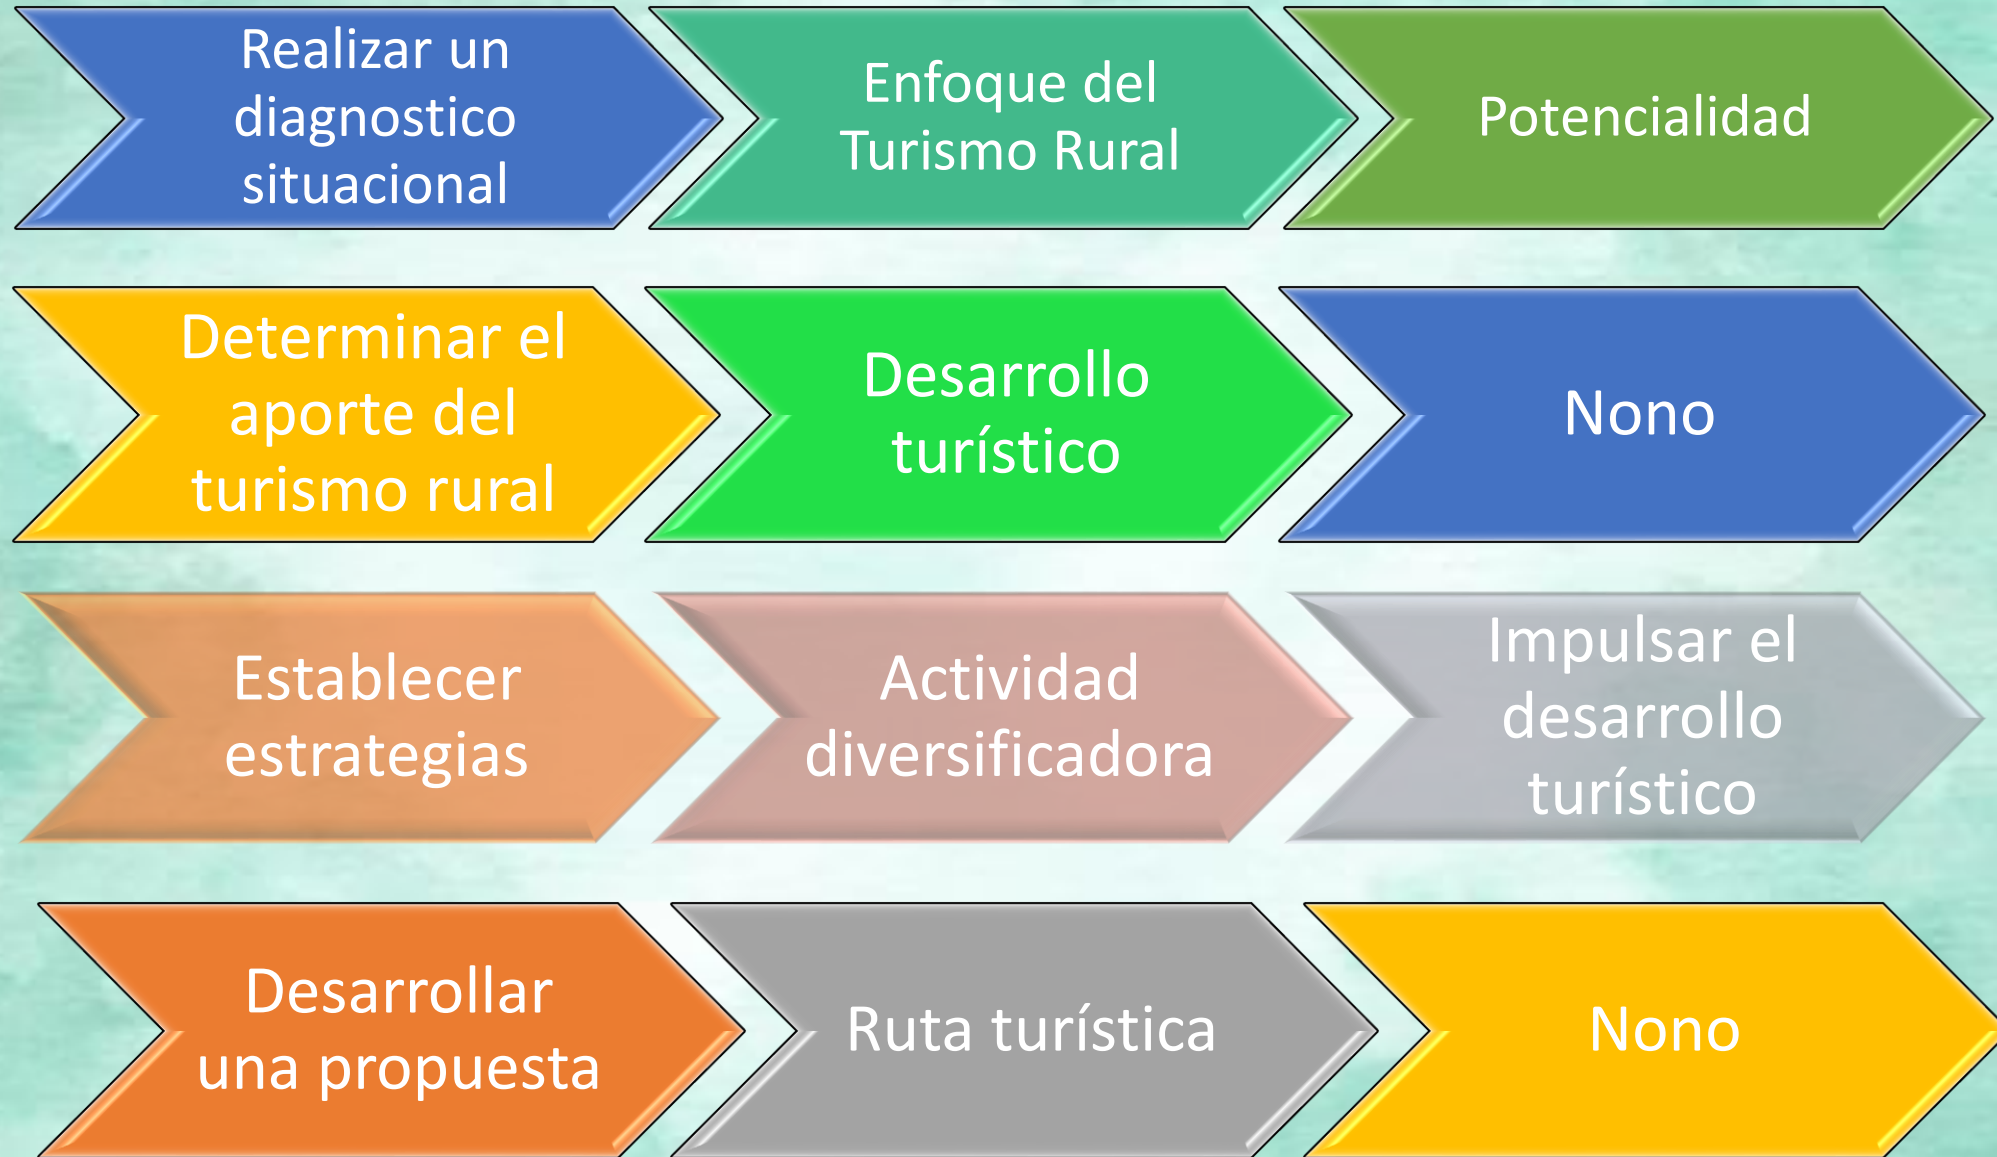 Realizar un
diagnostico
situacional
Enfoque del
Turismo Rural
Potencialidad
Determinar el
aporte del
turismo rural
Desarrollo
turístico
Nono
Establecer
estrategias
Actividad
diversificadora
Impulsar el
desarrollo
turístico
Desarrollar
una propuesta
Ruta turística
Nono